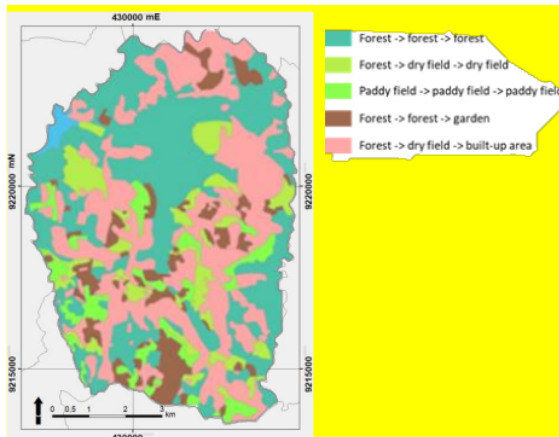 430000 mE
Forest -> forest -> forest
Forest -> dry field -> dry field
Paddy field -> paddy field -> paddy field
Forest -> forest -> garden
Forest -> dry field -> built-up area
mN
9220000
9220000
9215000
9215000
0 0,5 1 2 3
km
430000